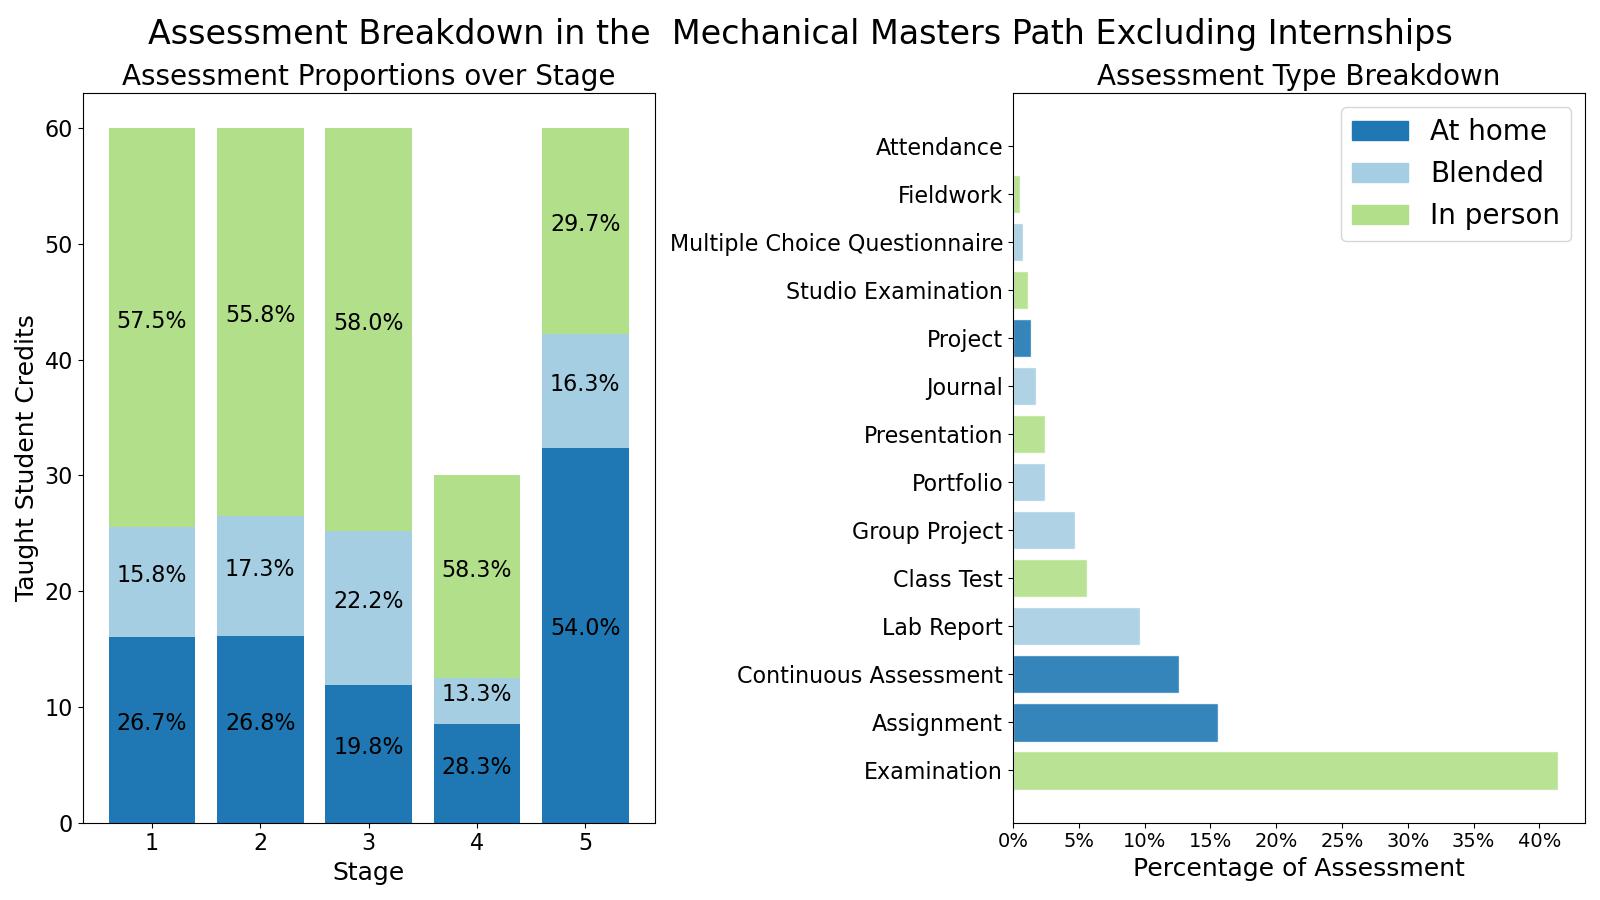 Assessment Breakdown in the  Mechanical Masters Path Excluding Internships
Assessment Proportions over Stage
Taught Student Credits
60
50
40
30
20
10
0
57.5%
15.8%
26.7%
55.8%
17.3%
26.8%
58.0%
22.2%
19.8%
58.3%
13.3%
28.3%
29.7%
16.3%
54.0%
1 2 3 4 5
Stage
Assessment Type Breakdown
At home
Blended
In person
Attendance
Fieldwork
Multiple Choice Questionnaire
Studio Examination
Project
Journal
Presentation
Portfolio
Group Project
Class Test
Lab Report
Continuous Assessment
Assignment
Examination
0% 5% 10% 15% 20% 25% 30% 35% 40%
Percentage of Assessment